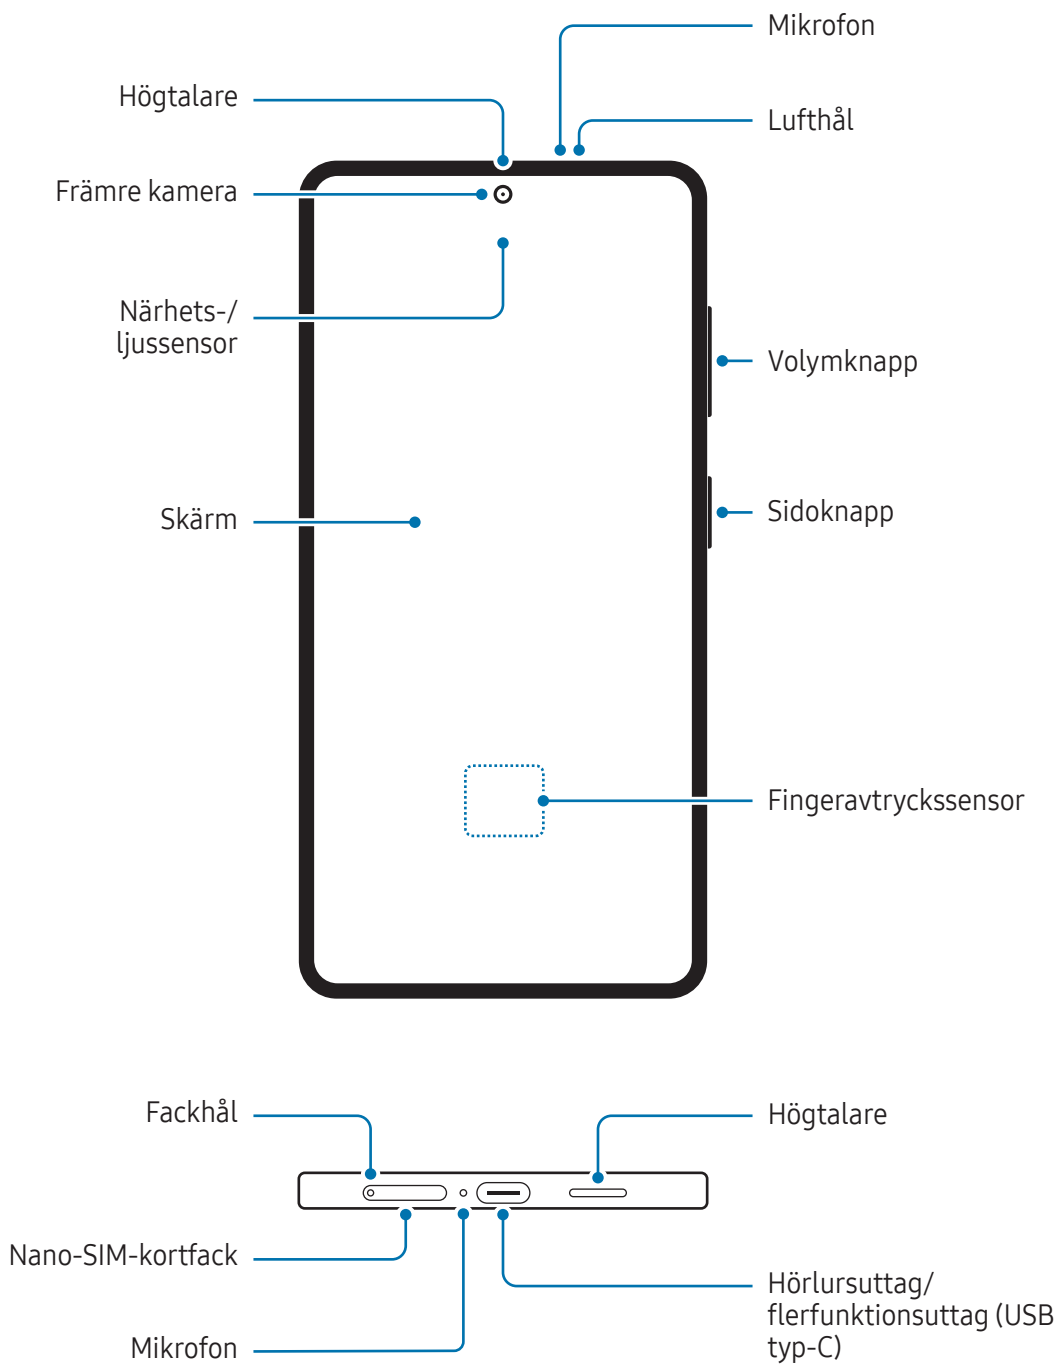 Mikrofon
Högtalare
Lufthål
Främre kamera
Närhets-/
ljussensor
Volymknapp
Skärm
Sidoknapp
Fingeravtryckssensor
Fackhål
Högtalare
Nano-SIM-kortfack
Hörlursuttag/
flerfunktionsuttag (USB
typ-C)
Mikrofon